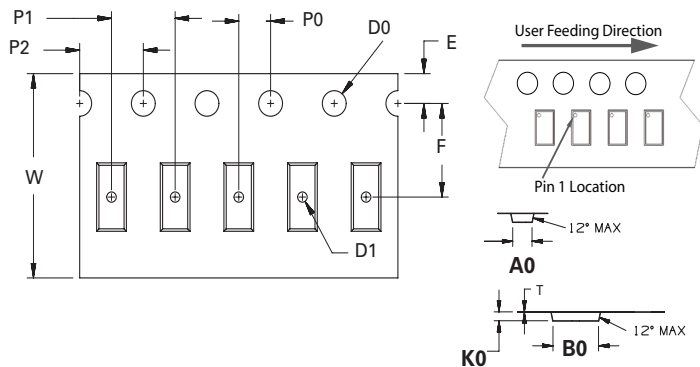 P1
P2
P0
D0
E
W
F
D1
User Feeding Direction
Pin 1 Location
12° MAX
A0
T
12° MAX
K0
B0